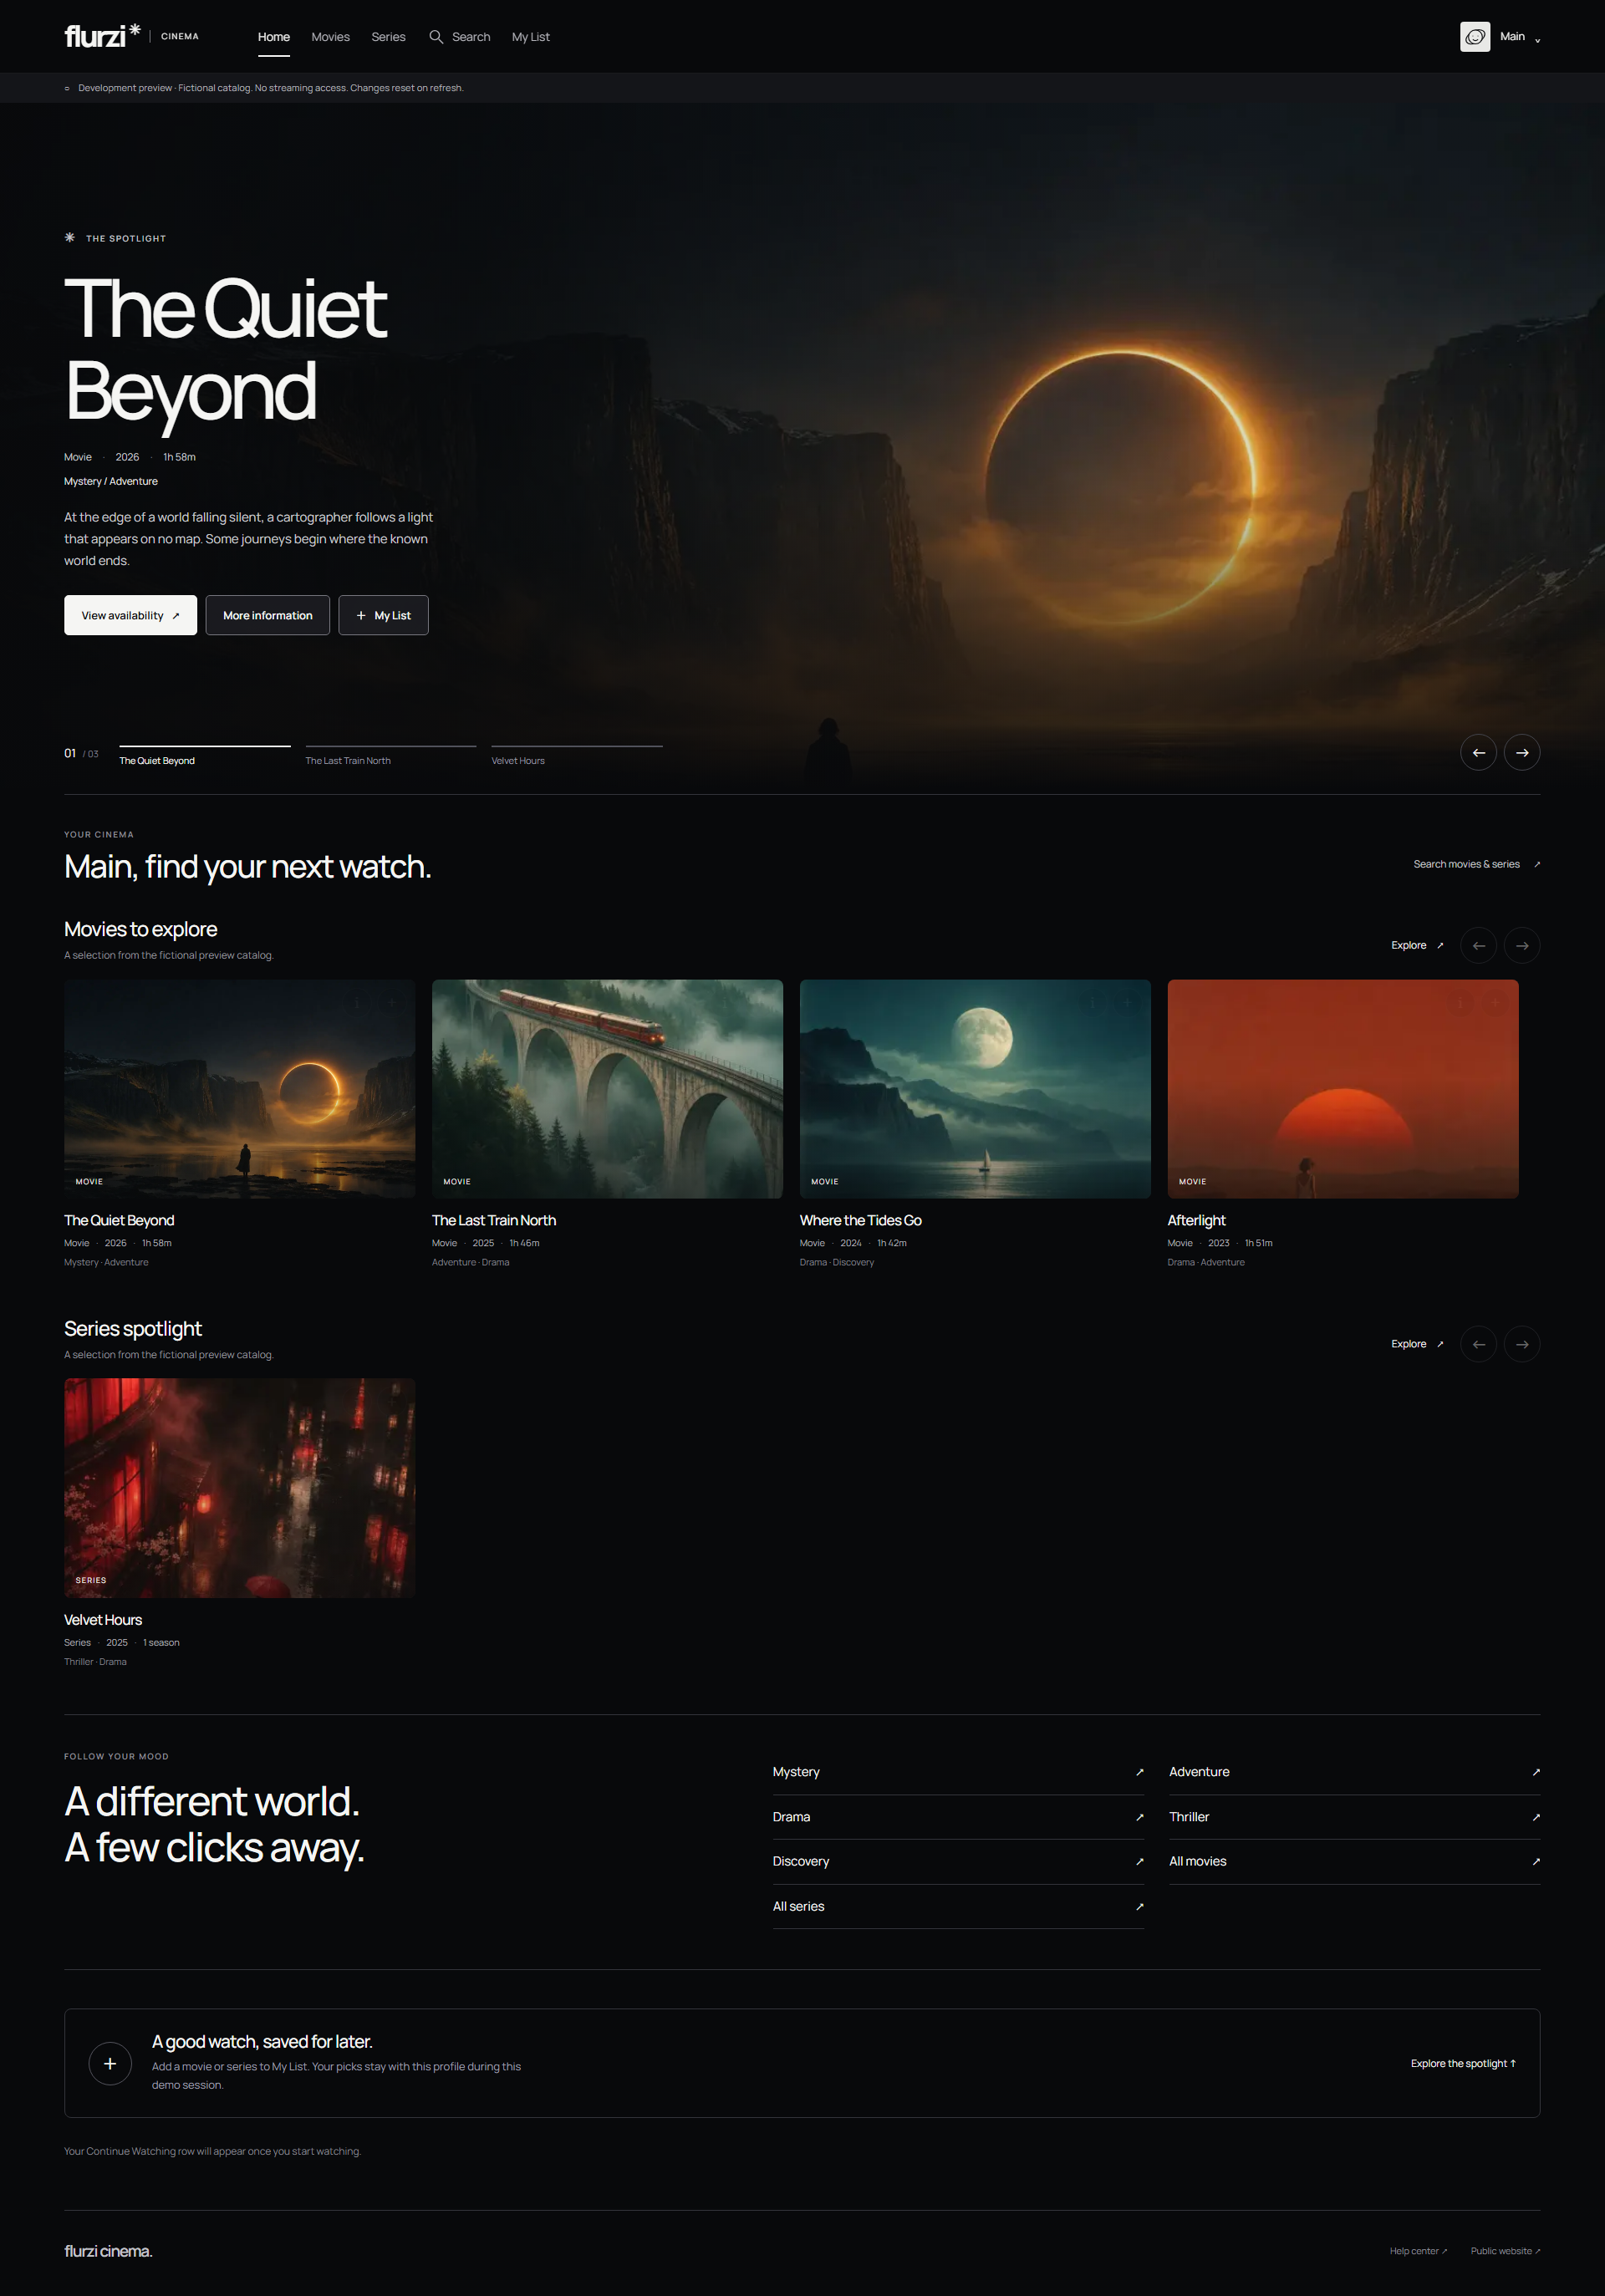 flurzi* | CINEMA
Home Movies Series Search My List
Main
Development preview · Fictional catalog. No streaming access. Changes reset on refresh.
THE SPOTLIGHT
The Quiet
Beyond
Movie · 2026 · 1h 58m
Mystery / Adventure
At the edge of a world falling silent, a cartographer follows a light
that appears on no map. Some journeys begin where the known
world ends.
View availability ↗ More information + My List
01 / 03 The Quiet Beyond The Last Train North Velvet Hours
YOUR CINEMA
Main, find your next watch.
Search movies & series ↗
Movies to explore
A selection from the fictional preview catalog.
Explore ↗
MOVIE MOVIE MOVIE MOVIE
The Quiet Beyond The Last Train North Where the Tides Go Afterlight
Movie · 2026 · 1h 58m Movie · 2025 · 1h 46m Movie · 2024 · 1h 42m Movie · 2023 · 1h 51m
Mystery · Adventure Adventure · Drama Drama · Discovery Drama · Adventure
Series spotlight
A selection from the fictional preview catalog.
Explore ↗
SERIES
Velvet Hours
Series · 2025 · 1 season
Thriller · Drama
FOLLOW YOUR MOOD
A different world.
A few clicks away.
Mystery ↗ Adventure ↗
Drama ↗ Thriller ↗
Discovery ↗ All movies ↗
All series ↗
A good watch, saved for later.
Add a movie or series to My List. Your picks stay with this profile during this
demo session.
Explore the spotlight ↑
Your Continue Watching row will appear once you start watching.
flurzi cinema.
Help center ↗ Public website ↗